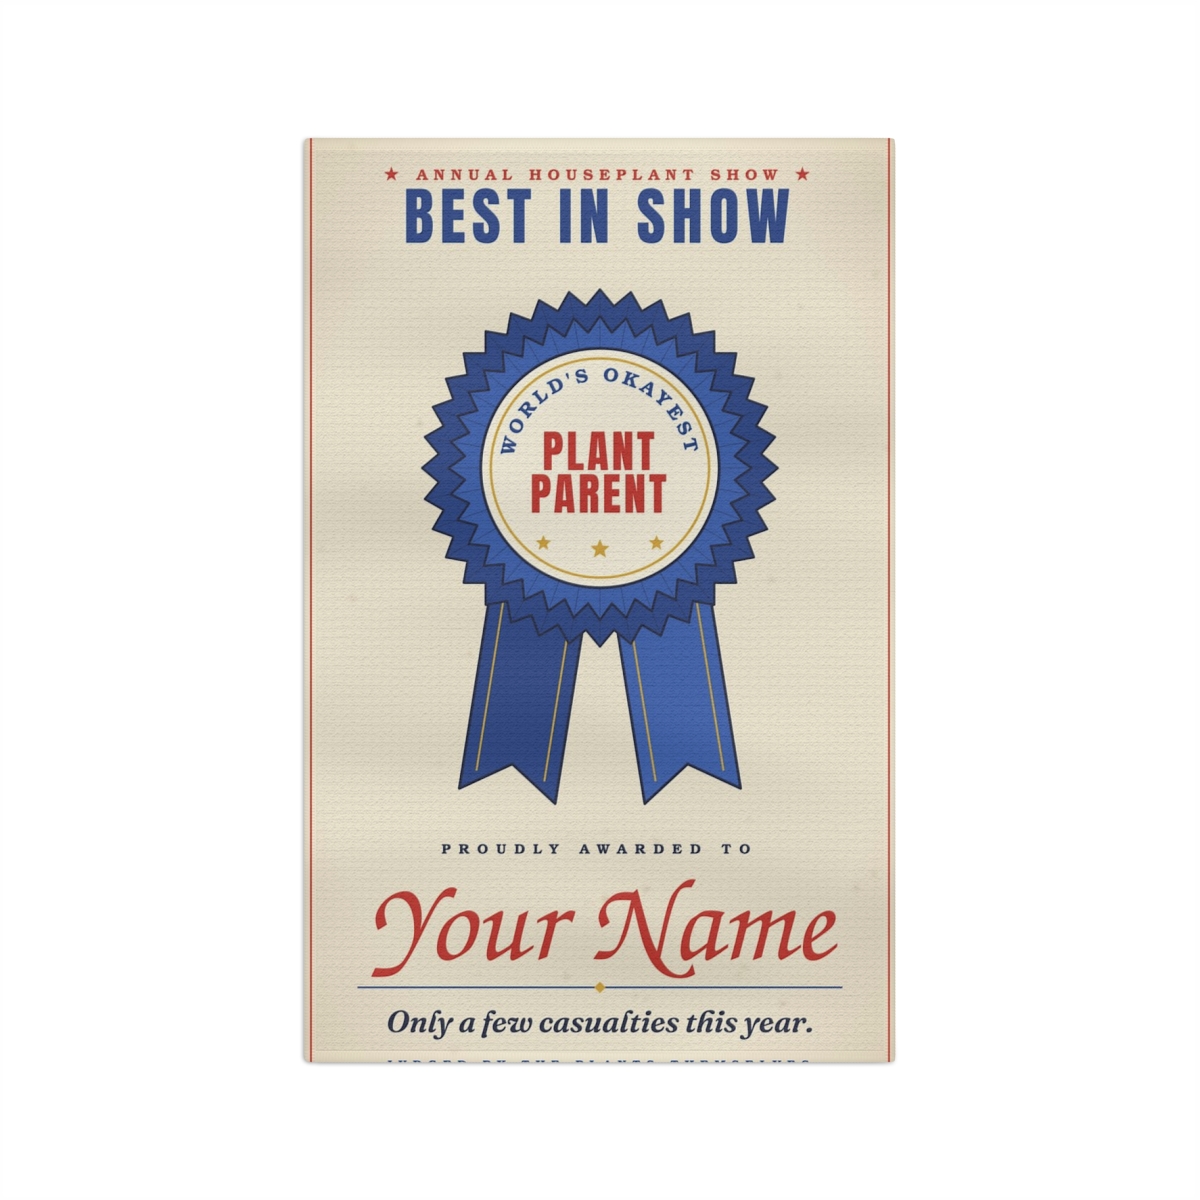 ★ ANNUAL HOUSEPLANT SHOW ★
BEST IN SHOW
WORLD'S OKAYEST
PLANT
PARENT
PROUDLY AWARDED TO
Your Name
Only a few casualties this year.